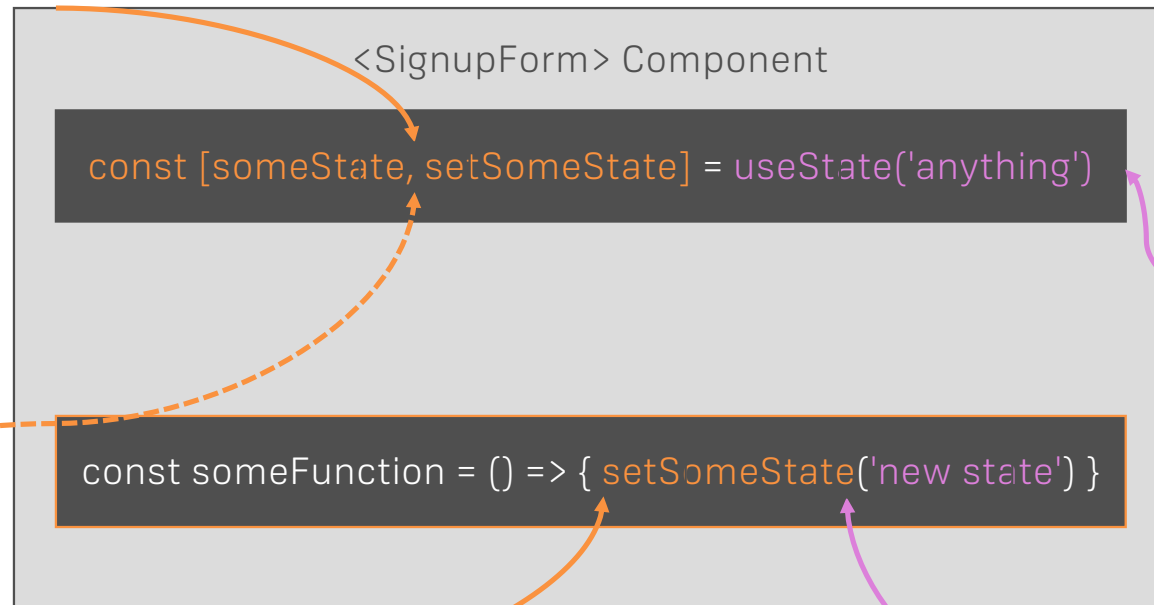 <SignupForm> Component
const [someState, setSomeState] = useState('anything')
const someFunction = () => { setSomeState('new state') }